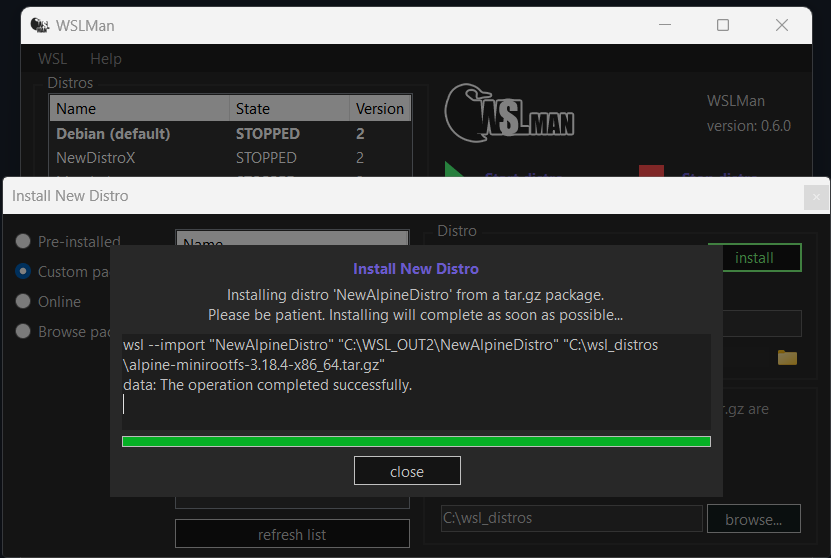 WSLMan
WSL Help
Distros
Name State Version
Debian (default) STOPPED 2
NewDistroX STOPPED 2
WSLMAN
WSLMan
version: 0.6.0
Install New Distro
Pre-installed
Custom pac
Online
Browse pac
Name
Distro
install
Install New Distro
Installing distro 'NewAlpineDistro' from a tar.gz package.
Please be patient. Installing will complete as soon as possible...
wsl --import "NewAlpineDistro" "C:\WSL_OUT2\NewAlpineDistro" "C:\wsl_distros
\alpine-minirootfs-3.18.4-x86_64.tar.gz"
data: The operation completed successfully.
close
r.gz are
C:\wsl_distros
browse...
refresh list